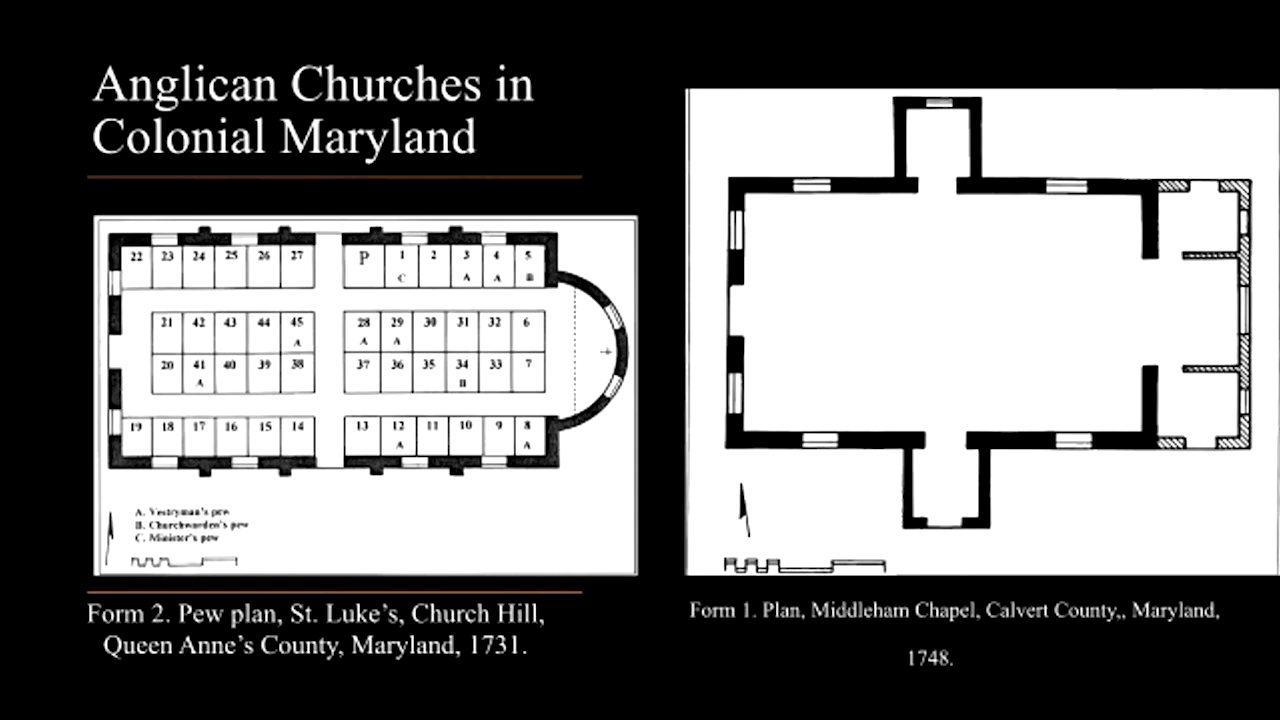 Anglican Churches in
Colonial Maryland
22 23 24 25 26 27 P 1 2 3 4 5
C A A B
21 42 43 44 45 28 29 30 31 32 6
A A A
20 41 40 39 38 37 36 35 34 33 7
A B
19 18 17 16 15 14 13 12 11 10 9 8
A A
A. Vestryman's pew
B. Churchwarden's pew
C. Minister's pew
Form 2. Pew plan, St. Luke’s, Church Hill,
Queen Anne’s County, Maryland, 1731.
Form 1. Plan, Middleham Chapel, Calvert County,, Maryland,
1748.